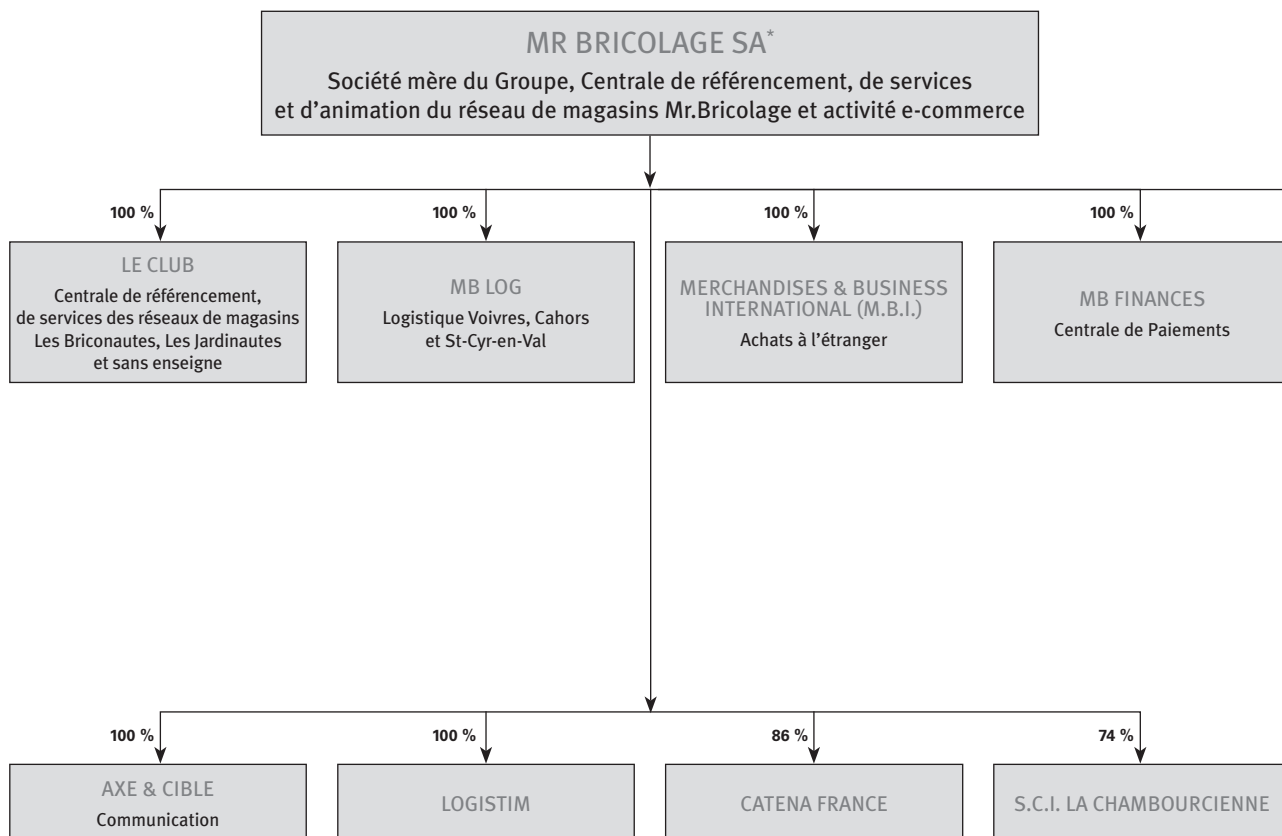 MR BRICOLAGE SA*
Société mère du Groupe, Centrale de référencement, de services
et d'animation du réseau de magasins Mr.Bricolage et activité e-commerce
100 %
100 %
100 %
100 %
LE CLUB
Centrale de référencement,
de services des réseaux de magasins
Les Briconautes, Les Jardinautes
et sans enseigne
MB LOG
Logistique Voivres, Cahors
et St-Cyr-en-Val
MERCHANDISES & BUSINESS
INTERNATIONAL (M.B.I.)
Achats à l'étranger
MB FINANCES
Centrale de Paiements
100 %
100 %
86 %
74 %
AXE & CIBLE
Communication
LOGISTIM
CATENA FRANCE
S.C.I. LA CHAMBOURCIENNE